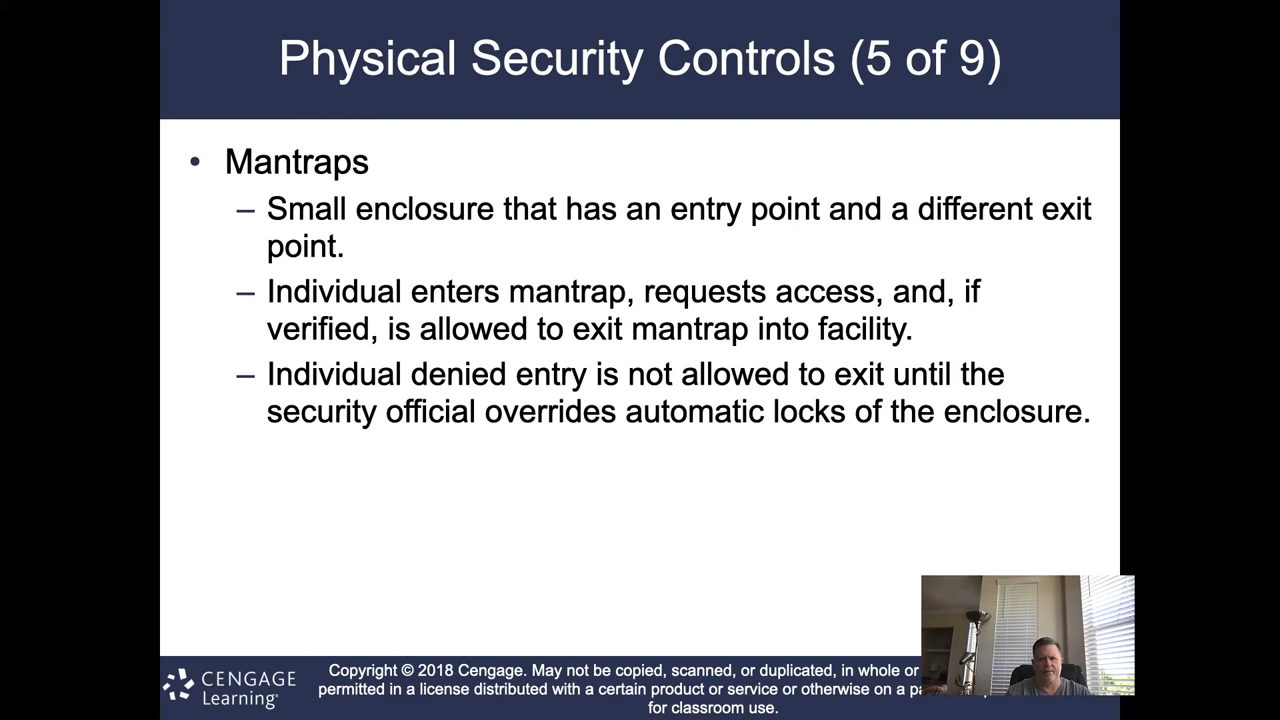 Physical Security Controls (5 of 9)
• Mantraps
– Small enclosure that has an entry point and a different exit
point.
– Individual enters mantrap, requests access, and, if
verified, is allowed to exit mantrap into facility.
– Individual denied entry is not allowed to exit until the
security official overrides automatic locks of the enclosure.
CENGAGE
Learning
Copyright © 2018 Cengage. May not be copied, scanned, or duplicated, in whole or
permitted in a license distributed with a certain product or service or otherwise on a
for classroom use.